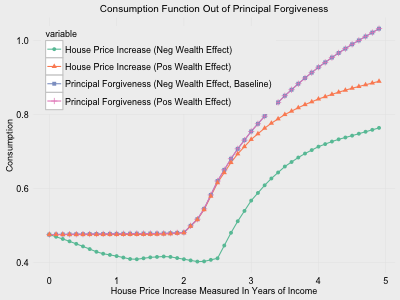 Consumption Function Out of Principal Forgiveness
variable
House Price Increase (Neg Wealth Effect)
House Price Increase (Pos Wealth Effect)
Principal Forgiveness (Neg Wealth Effect, Baseline)
Principal Forgiveness (Pos Wealth Effect)
Consumption
1.0
0.8
0.6
0.4
0
1
2
3
4
5
House Price Increase Measured In Years of Income